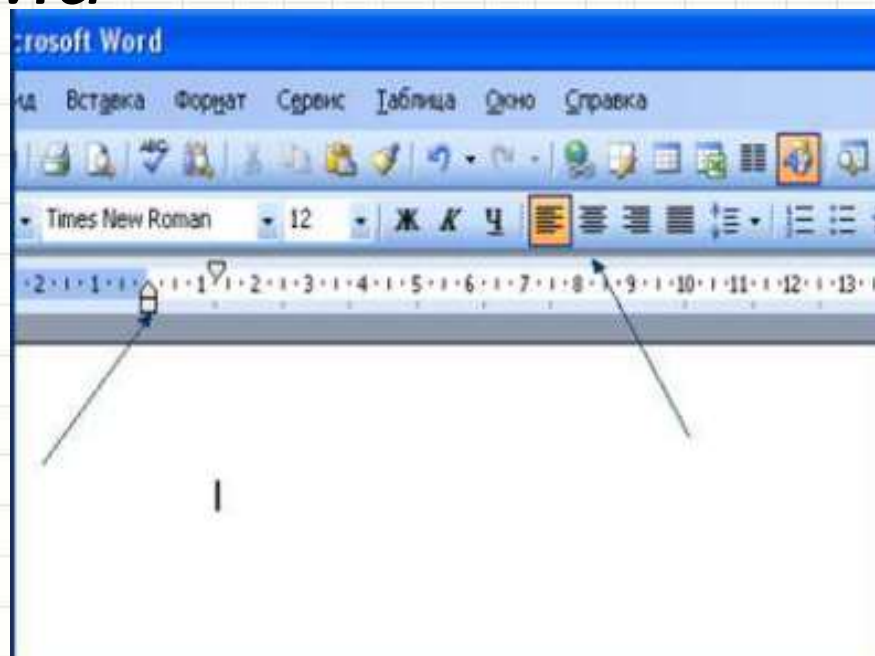 crosoft Word
ид Вставка Формат Сервис Таблица Окно Справка
Times New Roman 12 Ж К Ч
2 1 1 2 3 4 5 6 7 8 9 10 11 12 13